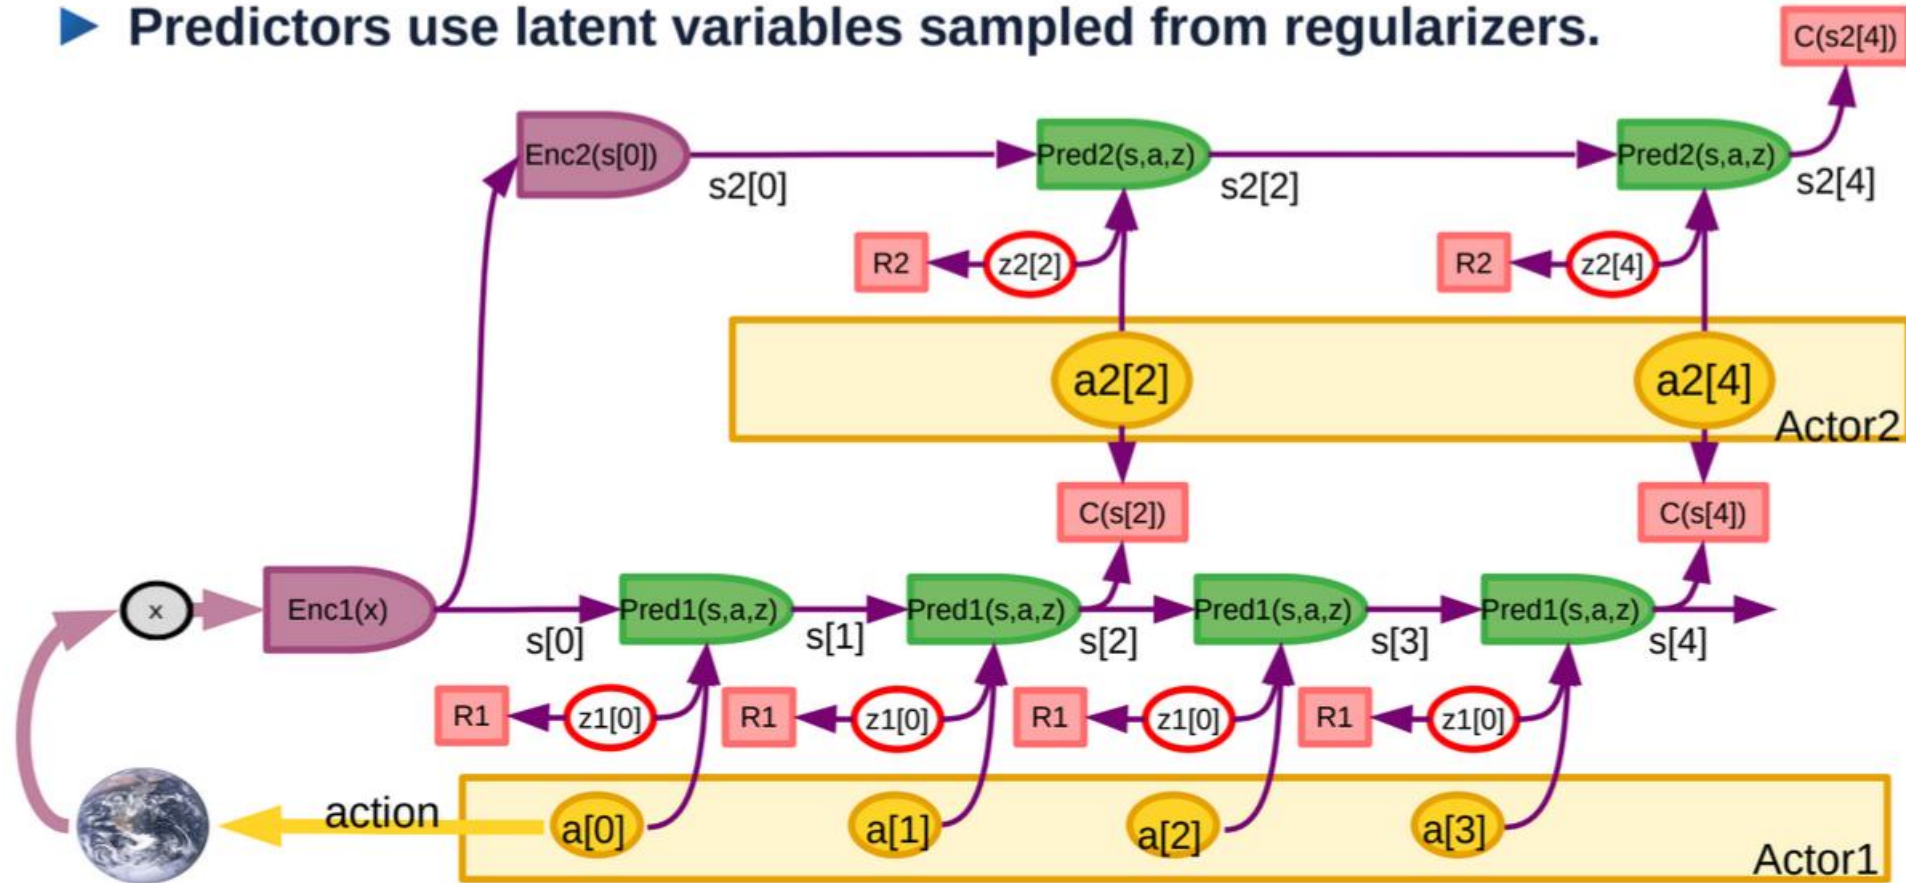 Predictors use latent variables sampled from regularizers.
C(s2[4])
Enc2(s[0])
s2[0]
Pred2(s,a,z)
s2[2]
Pred2(s,a,z)
s2[4]
R2
z2[2]
R2
z2[4]
a2[2]
a2[4]
Actor2
C(s[2])
C(s[4])
x
Enc1(x)
s[0]
Pred1(s,a,z)
s[1]
Pred1(s,a,z)
s[2]
Pred1(s,a,z)
s[3]
Pred1(s,a,z)
s[4]
R1
z1[0]
R1
z1[0]
R1
z1[0]
R1
z1[0]
action
a[0]
a[1]
a[2]
a[3]
Actor1